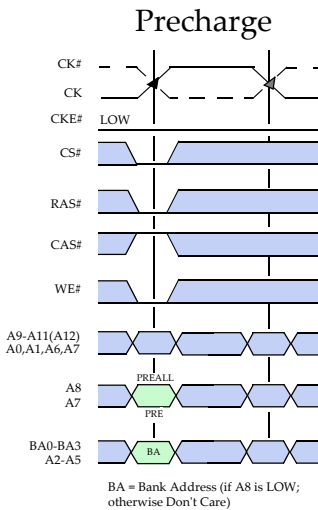 Precharge
CK#
CK
CKE#
LOW
CS#
RAS#
CAS#
WE#
A9-A11(A12)
A0,A1,A6,A7
PREALL
A8
A7
PRE
BA0-BA3
A2-A5
BA
BA = Bank Address (if A8 is LOW;
otherwise Don't Care)